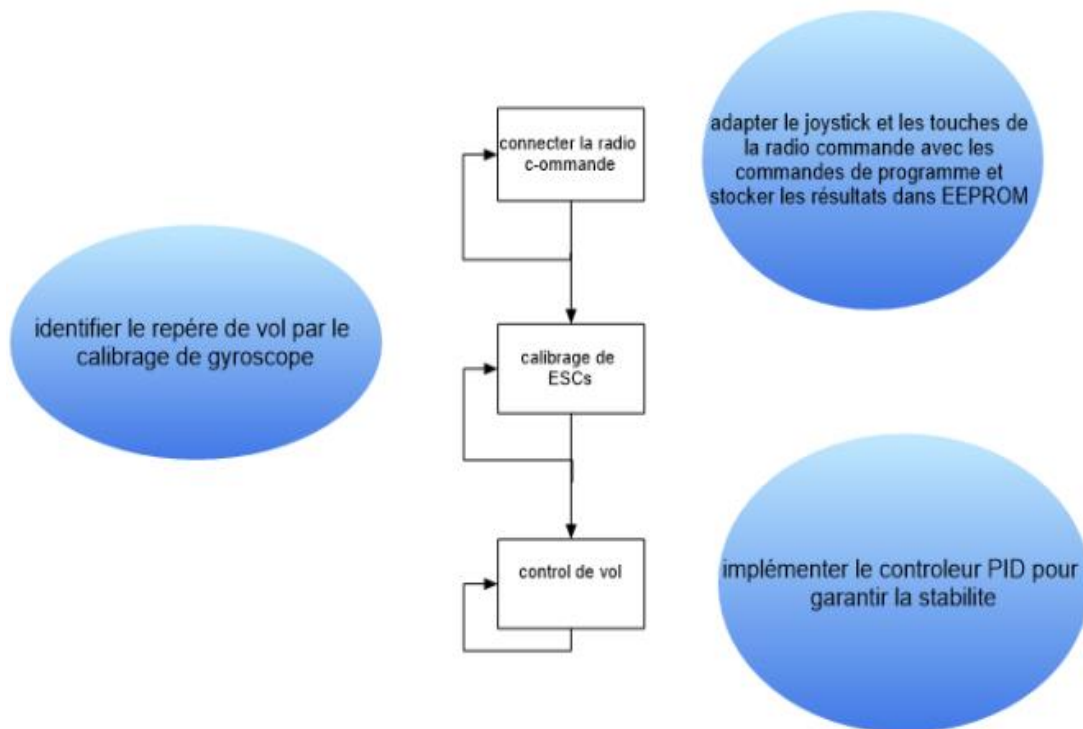 connecter la radio
c-ommande
adapter le joystick et les touches de
la radio commande avec les
commandes de programme et
stocker les résultats dans EEPROM
identifier le repére de vol par le
calibrage de gyroscope
calibrage de
ESCs
control de vol
implémenter le controleur PID pour
garantir la stabilite